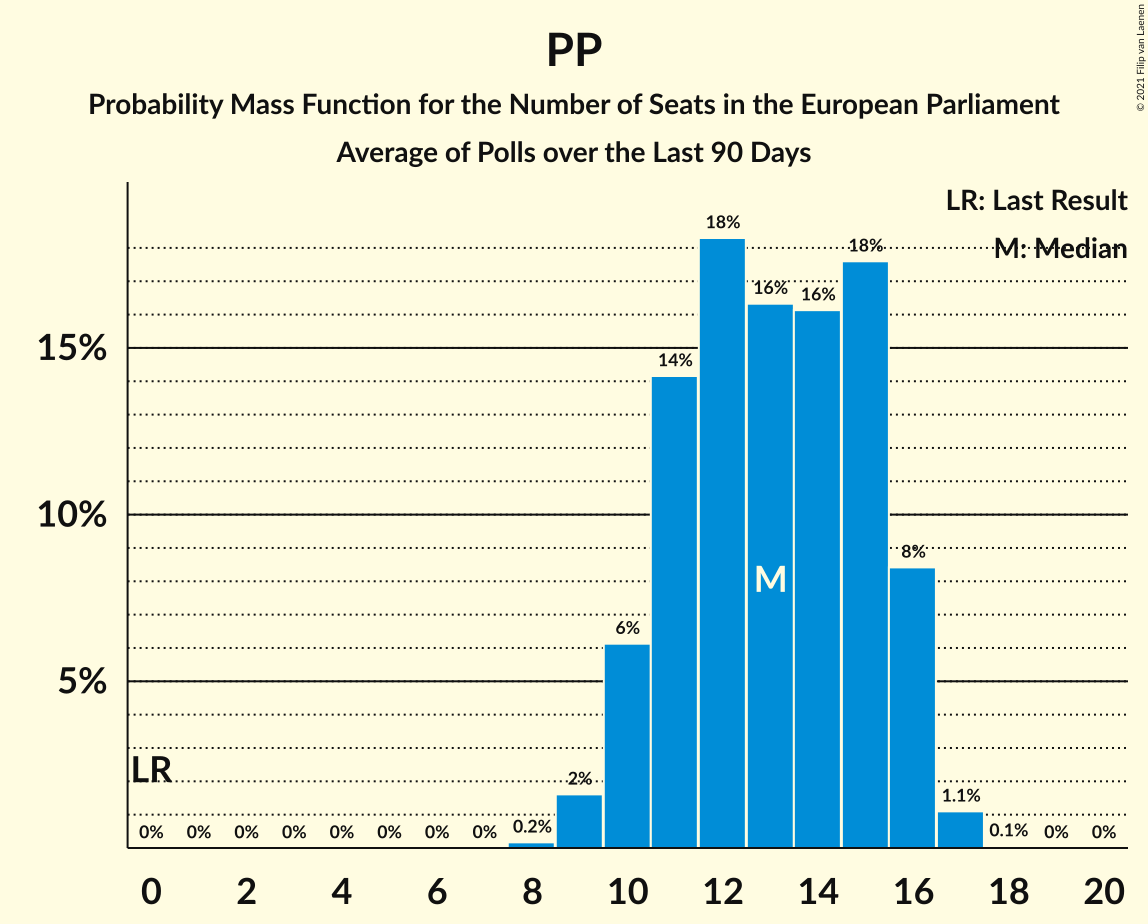 PP
Probability Mass Function for the Number of Seats in the European Parliament
Average of Polls over the Last 90 Days
© 2021 Filip van Laenen
LR: Last Result
M: Median
18%
18%
16%
16%
15%
14%
10%
8%
M
6%
5%
LR
2%
1.1%
0% 0% 0% 0% 0% 0% 0% 0% 0.2% 0.1% 0% 0%
0 2 4 6 8 10 12 14 16 18 20